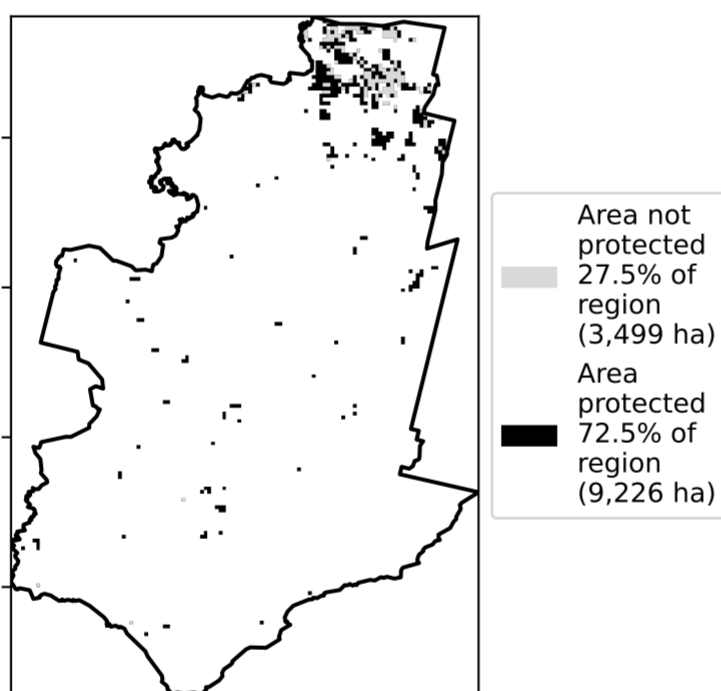 Area not
protected
27.5% of
region
(3,499 ha)
Area
protected
72.5% of
region
(9,226 ha)